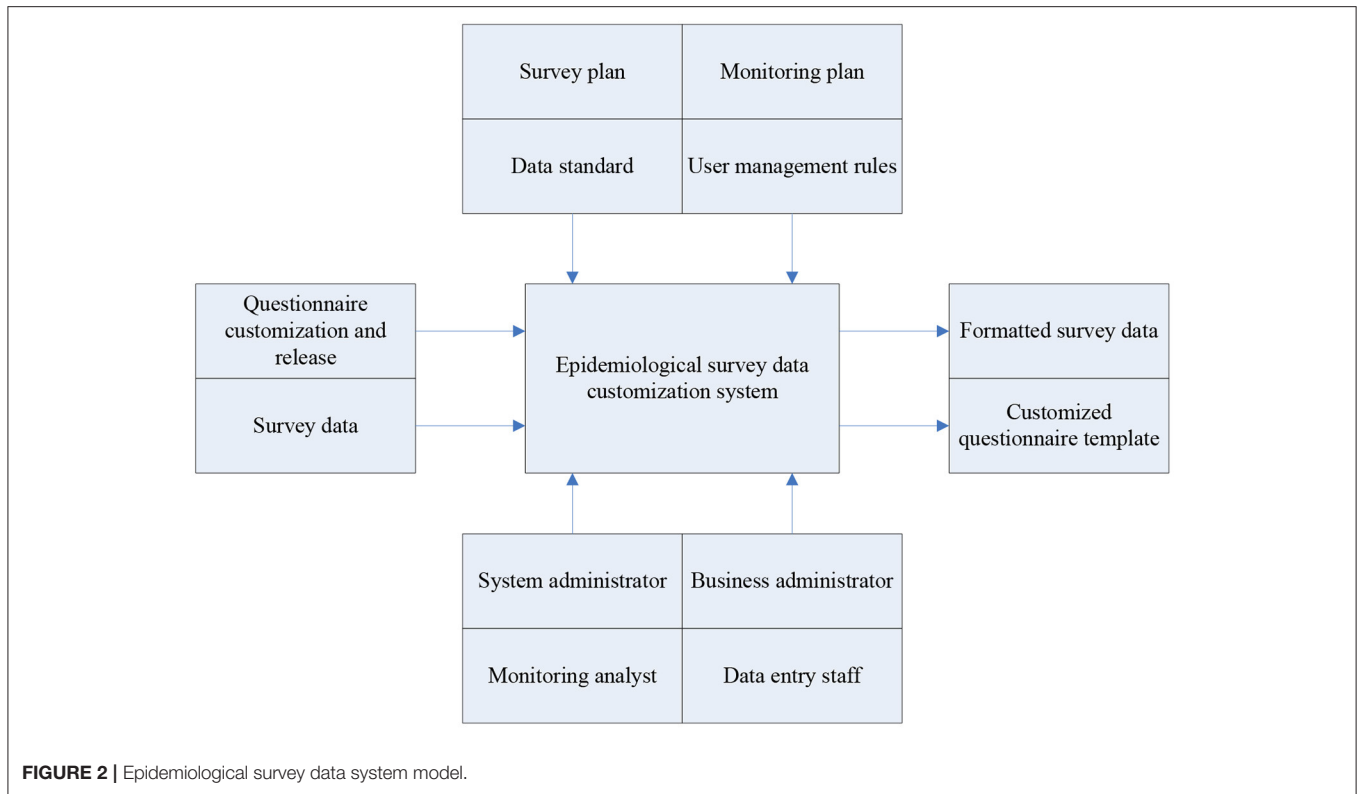 Survey plan
Monitoring plan
Data standard
User management rules
Questionnaire
customization and
release
Survey data
Epidemiological survey data
customization system
Formatted survey data
Customized
questionnaire template
System administrator
Business administrator
Monitoring analyst
Data entry staff
FIGURE 2 | Epidemiological survey data system model.